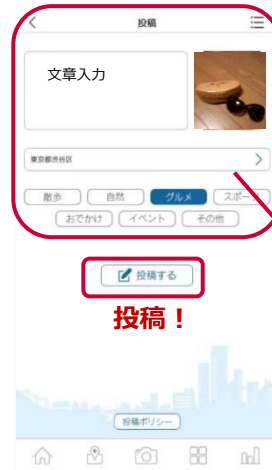 投稿
文章入力
東京都渋谷区
散歩 自然 グルメ スポー
おでかけ イベント その他
投稿する
投稿！
投稿ポリシー